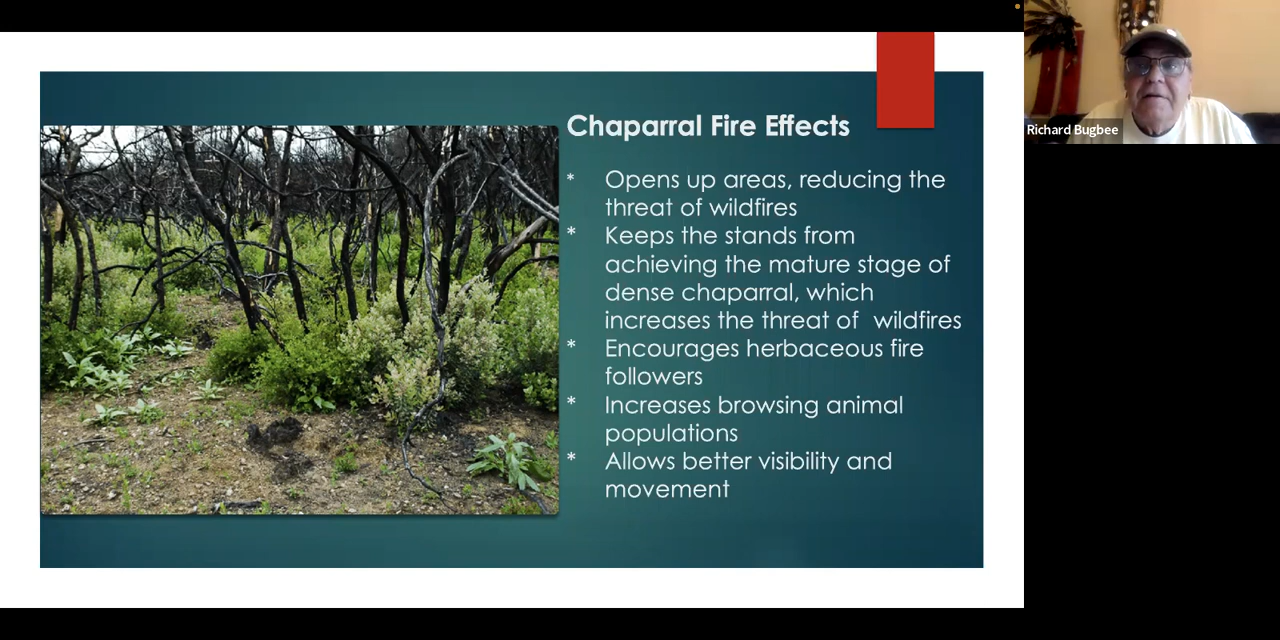 Chaparral Fire Effects
* Opens up areas, reducing the
threat of wildfires
* Keeps the stands from
achieving the mature stage of
dense chaparral, which
increases the threat of  wildfires
* Encourages herbaceous fire
followers
* Increases browsing animal
populations
* Allows better visibility and
movement
Richard Bugbee